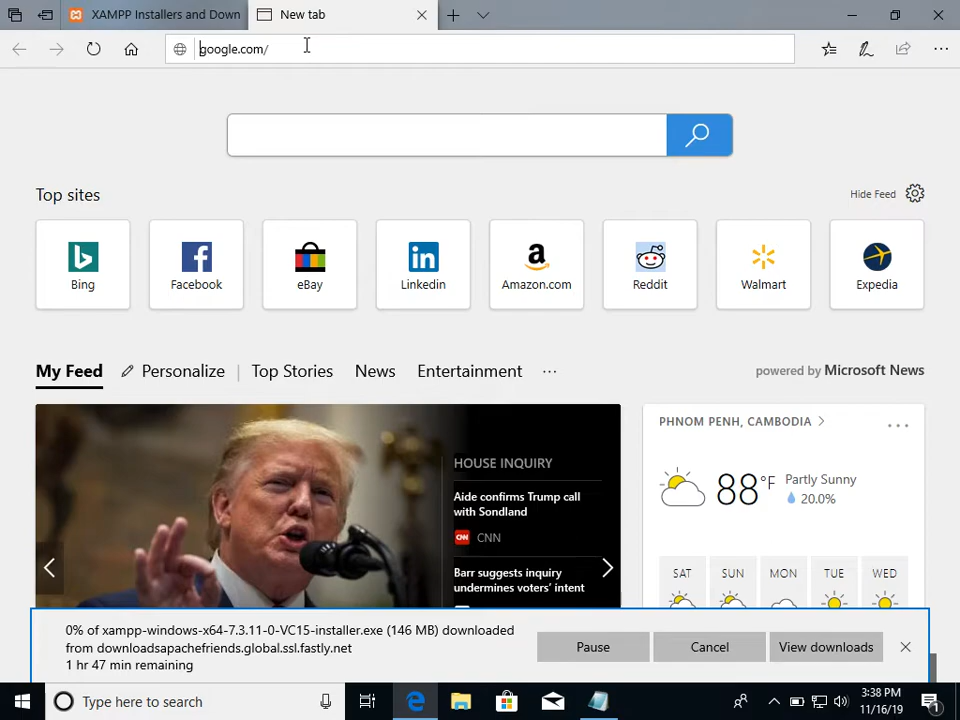 XAMPP Installers and Down
New tab
google.com/
Top sites
Hide Feed
Bing
Facebook
eBay
Linkedin
Amazon.com
Reddit
Walmart
Expedia
My Feed
Personalize
Top Stories
News
Entertainment
...
powered by Microsoft News
HOUSE INQUIRY
Aide confirms Trump call
with Sondland
CNN
CNN
Barr suggests inquiry
undermines voters' intent
PHNOM PENH, CAMBODIA
88°F
Partly Sunny
20.0%
SAT
SUN
MON
TUE
WED
0% of xampp-windows-x64-7.3.11-0-VC15-installer.exe (146 MB) downloaded
from downloadsapachefriends.global.ssl.fastly.net
1 hr 47 min remaining
Pause
Cancel
View downloads
Type here to search
3:38 PM
11/16/19
1